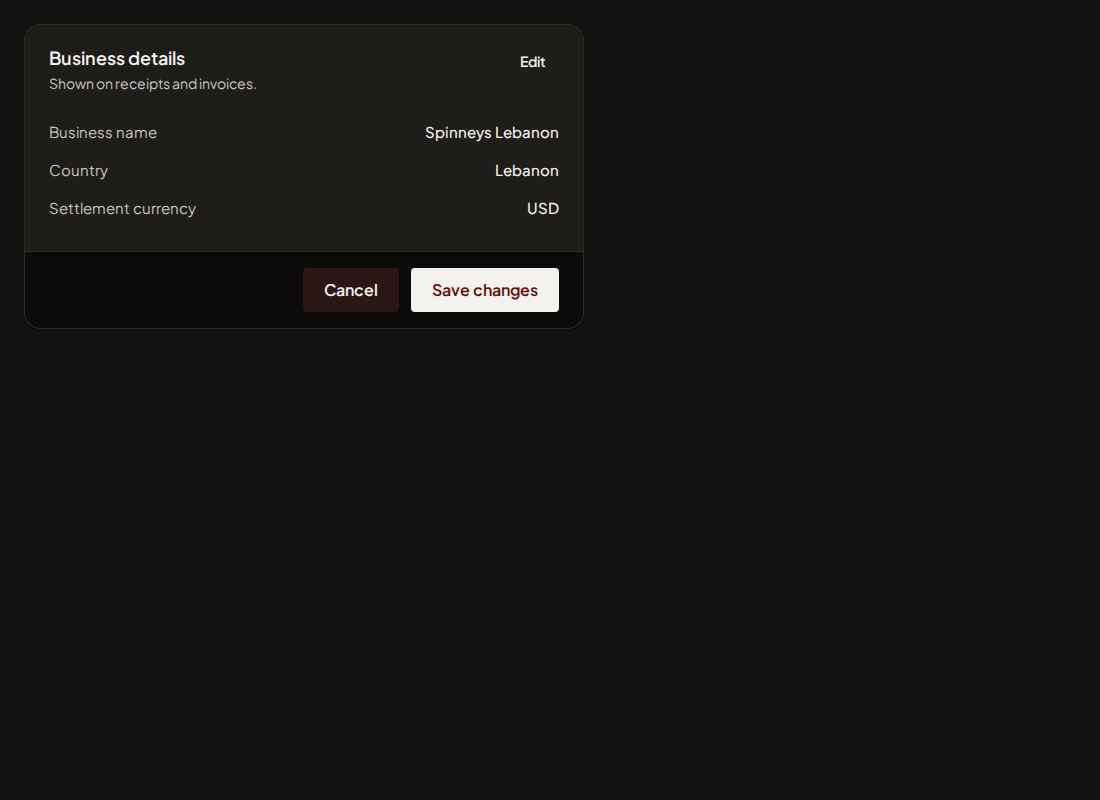 Business details
Edit
Shown on receipts and invoices.
Business name
Spinneys Lebanon
Country
Lebanon
Settlement currency
USD
Cancel
Save changes